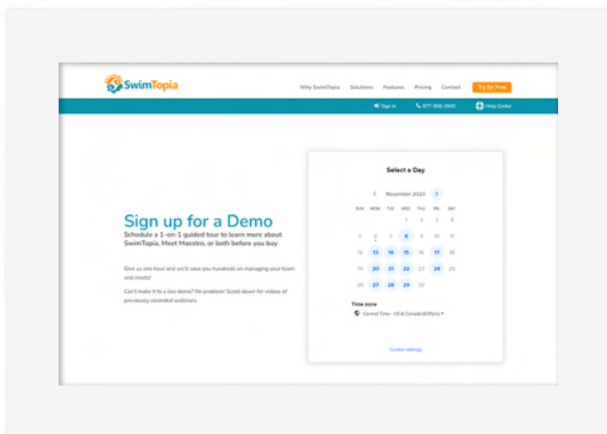 SwimTopia
Why SwimTopia Solutions Features Pricing Contact Try for Free
Sign In 877-856-2940 Help Center
Select a Day
November 2023
SUN MON TUE WED THU FRI SAT
1 2 3 4
5 6 7 8 9 10 11
12 13 14 15 16 17 18
19 20 21 22 23 24 25
26 27 28 29 30
Sign up for a Demo
Schedule a 1-on-1 guided tour to learn more about
SwimTopia, Meet Maestro, or both before you buy
Give us one hour and we'll save you hundreds on managing your team
and meets!
Can't make it to a live demo? No problem! Scroll down for videos of
previously-recorded webinars.
Time zone
Central Time - US & Canada
Cookie settings